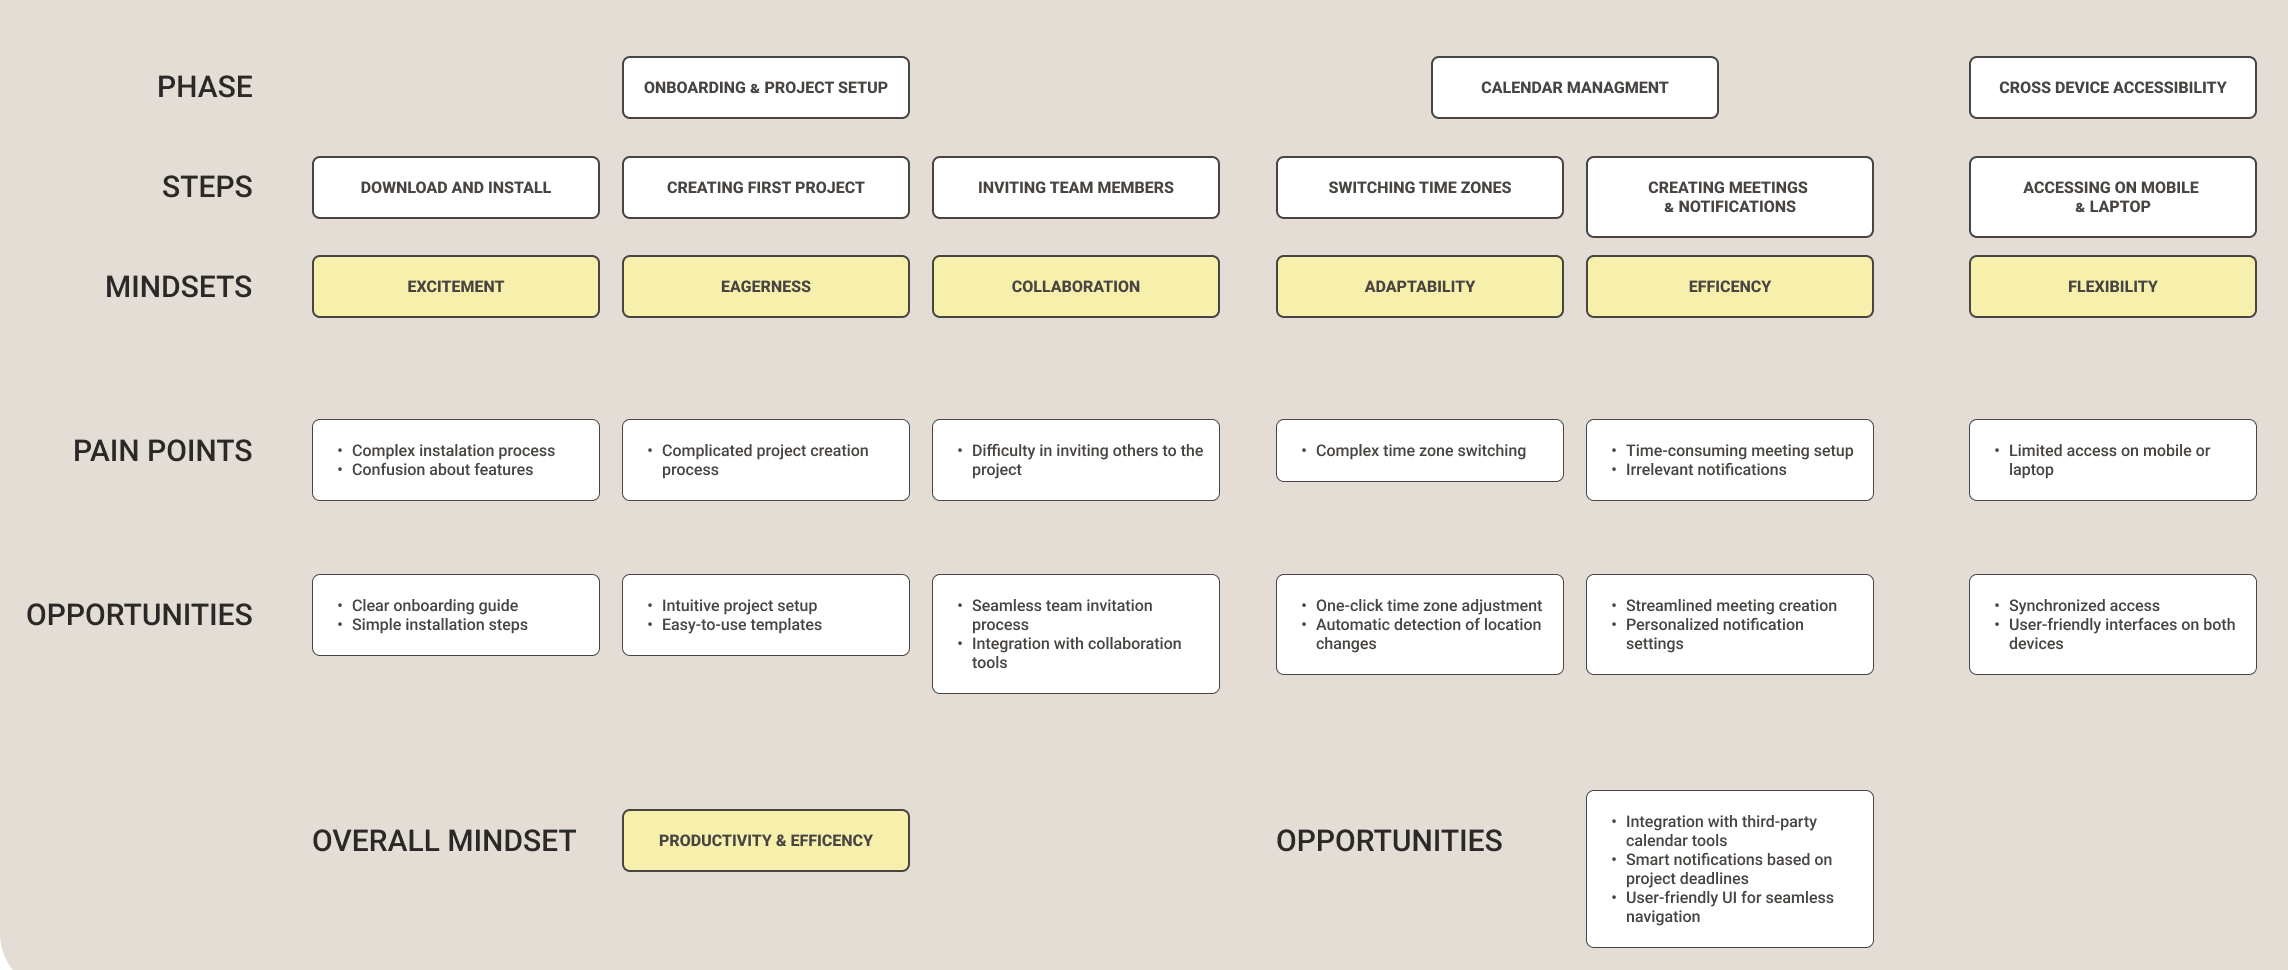 PHASE
ONBOARDING & PROJECT SETUP
CALENDAR MANAGMENT
CROSS DEVICE ACCESSIBILITY
STEPS
DOWNLOAD AND INSTALL
CREATING FIRST PROJECT
INVITING TEAM MEMBERS
SWITCHING TIME ZONES
CREATING MEETINGS
& NOTIFICATIONS
ACCESSING ON MOBILE
& LAPTOP
MINDSETS
EXCITEMENT
EAGERNESS
COLLABORATION
ADAPTABILITY
EFFICENCY
FLEXIBILITY
PAIN POINTS
• Complex instalation process
• Confusion about features
• Complicated project creation
process
• Difficulty in inviting others to the
project
• Complex time zone switching
• Time-consuming meeting setup
• Irrelevant notifications
• Limited access on mobile or
laptop
OPPORTUNITIES
• Clear onboarding guide
• Simple installation steps
• Intuitive project setup
• Easy-to-use templates
• Seamless team invitation
process
• Integration with collaboration
tools
• One-click time zone adjustment
• Automatic detection of location
changes
• Streamlined meeting creation
• Personalized notification
settings
• Synchronized access
• User-friendly interfaces on both
devices
OVERALL MINDSET
PRODUCTIVITY & EFFICENCY
OPPORTUNITIES
• Integration with third-party
calendar tools
• Smart notifications based on
project deadlines
• User-friendly UI for seamless
navigation